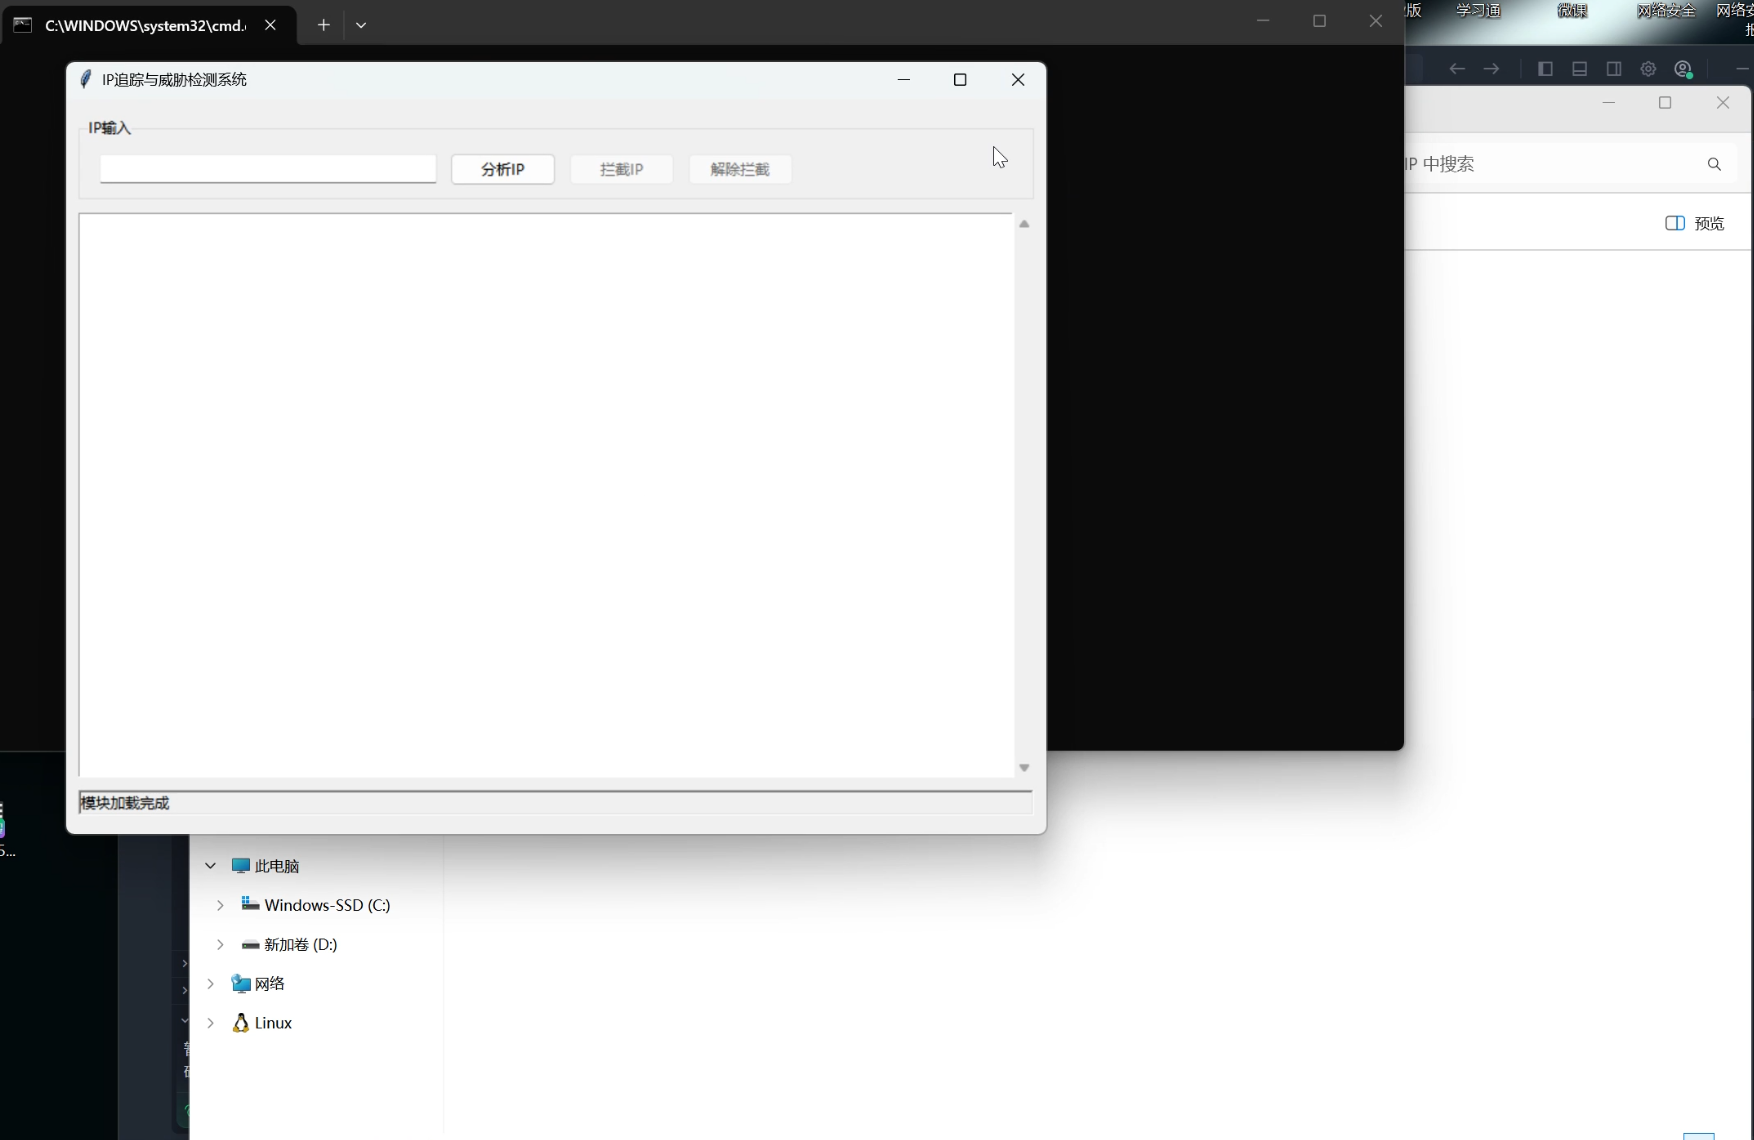 C:\WINDOWS\system32\cmd.
版
学习通
微课
网络安全
IP追踪与威胁检测系统
IP输入
分析IP
拦截IP
解除拦截
IP 中搜索
预览
模块加载完成
5...
此电脑
Windows-SSD (C:)
新加卷 (D:)
网络
Linux